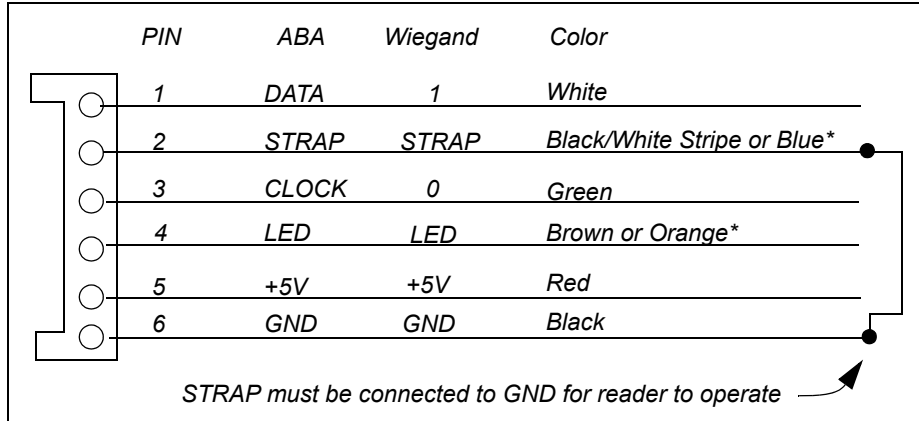 PIN ABA Wiegand Color
1 DATA 1 White
2 STRAP STRAP Black/White Stripe or Blue*
3 CLOCK 0 Green
4 LED LED Brown or Orange*
5 +5V +5V Red
6 GND GND Black
STRAP must be connected to GND for reader to operate